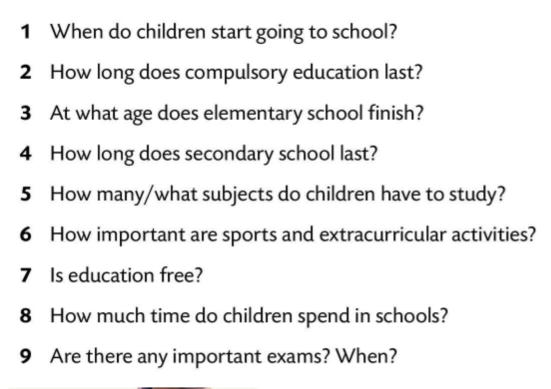 1 When do children start going to school?
2 How long does compulsory education last?
3 At what age does elementary school finish?
4 How long does secondary school last?
5 How many/what subjects do children have to study?
6 How important are sports and extracurricular activities?
7 Is education free?
8 How much time do children spend in schools?
9 Are there any important exams? When?